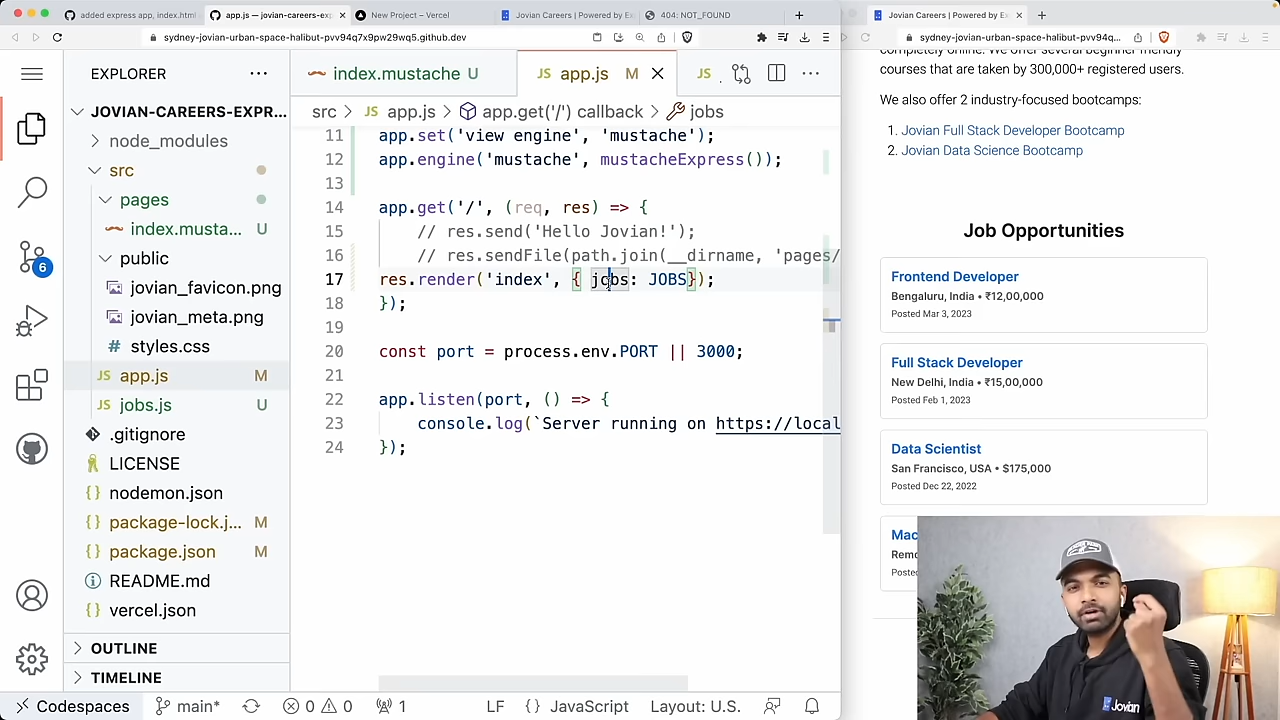 added express app, index.html
app.js — jovian-careers-exp
New Project – Vercel
Jovian Careers | Powered by Ex
404: NOT_FOUND
Jovian Careers | Powered by Ex
sydney-jovian-urban-space-halibut-pvv94q7x9pw29wq5.github.dev
sydney-jovian-urban-space-halibut-pvv94q...
EXPLORER
JOVIAN-CAREERS-EXPR...
node_modules
src
pages
index.musta... U
public
jovian_favicon.png
jovian_meta.png
styles.css
app.js M
jobs.js U
.gitignore
LICENSE
nodemon.json
package-lock.j... M
package.json M
README.md
vercel.json
OUTLINE
TIMELINE
6
index.mustache U
JS app.js M
JS
src > JS app.js > app.get('/') callback > jobs
11 app.set('view engine', 'mustache');
12 app.engine('mustache', mustacheExpress());
13
14 app.get('/', (req, res) => {
15 // res.send('Hello Jovian!');
16 // res.sendFile(path.join(__dirname, 'pages/
17 res.render('index', { jobs: JOBS});
18 });
19
20 const port = process.env.PORT || 3000;
21
22 app.listen(port, () => {
23 console.log(`Server running on https://local
24 });
Codespaces
main*
0 0
1
LF
{ } JavaScript
Layout: U.S.
completely online. We offer several beginner-friendly
courses that are taken by 300,000+ registered users.
We also offer 2 industry-focused bootcamps:
1. Jovian Full Stack Developer Bootcamp
2. Jovian Data Science Bootcamp
Job Opportunities
Frontend Developer
Bengaluru, India • ₹12,00,000
Posted Mar 3, 2023
Full Stack Developer
New Delhi, India • ₹15,00,000
Posted Feb 1, 2023
Data Scientist
San Francisco, USA • $175,000
Posted Dec 22, 2022
Mac
Remo
Posted
Jovian